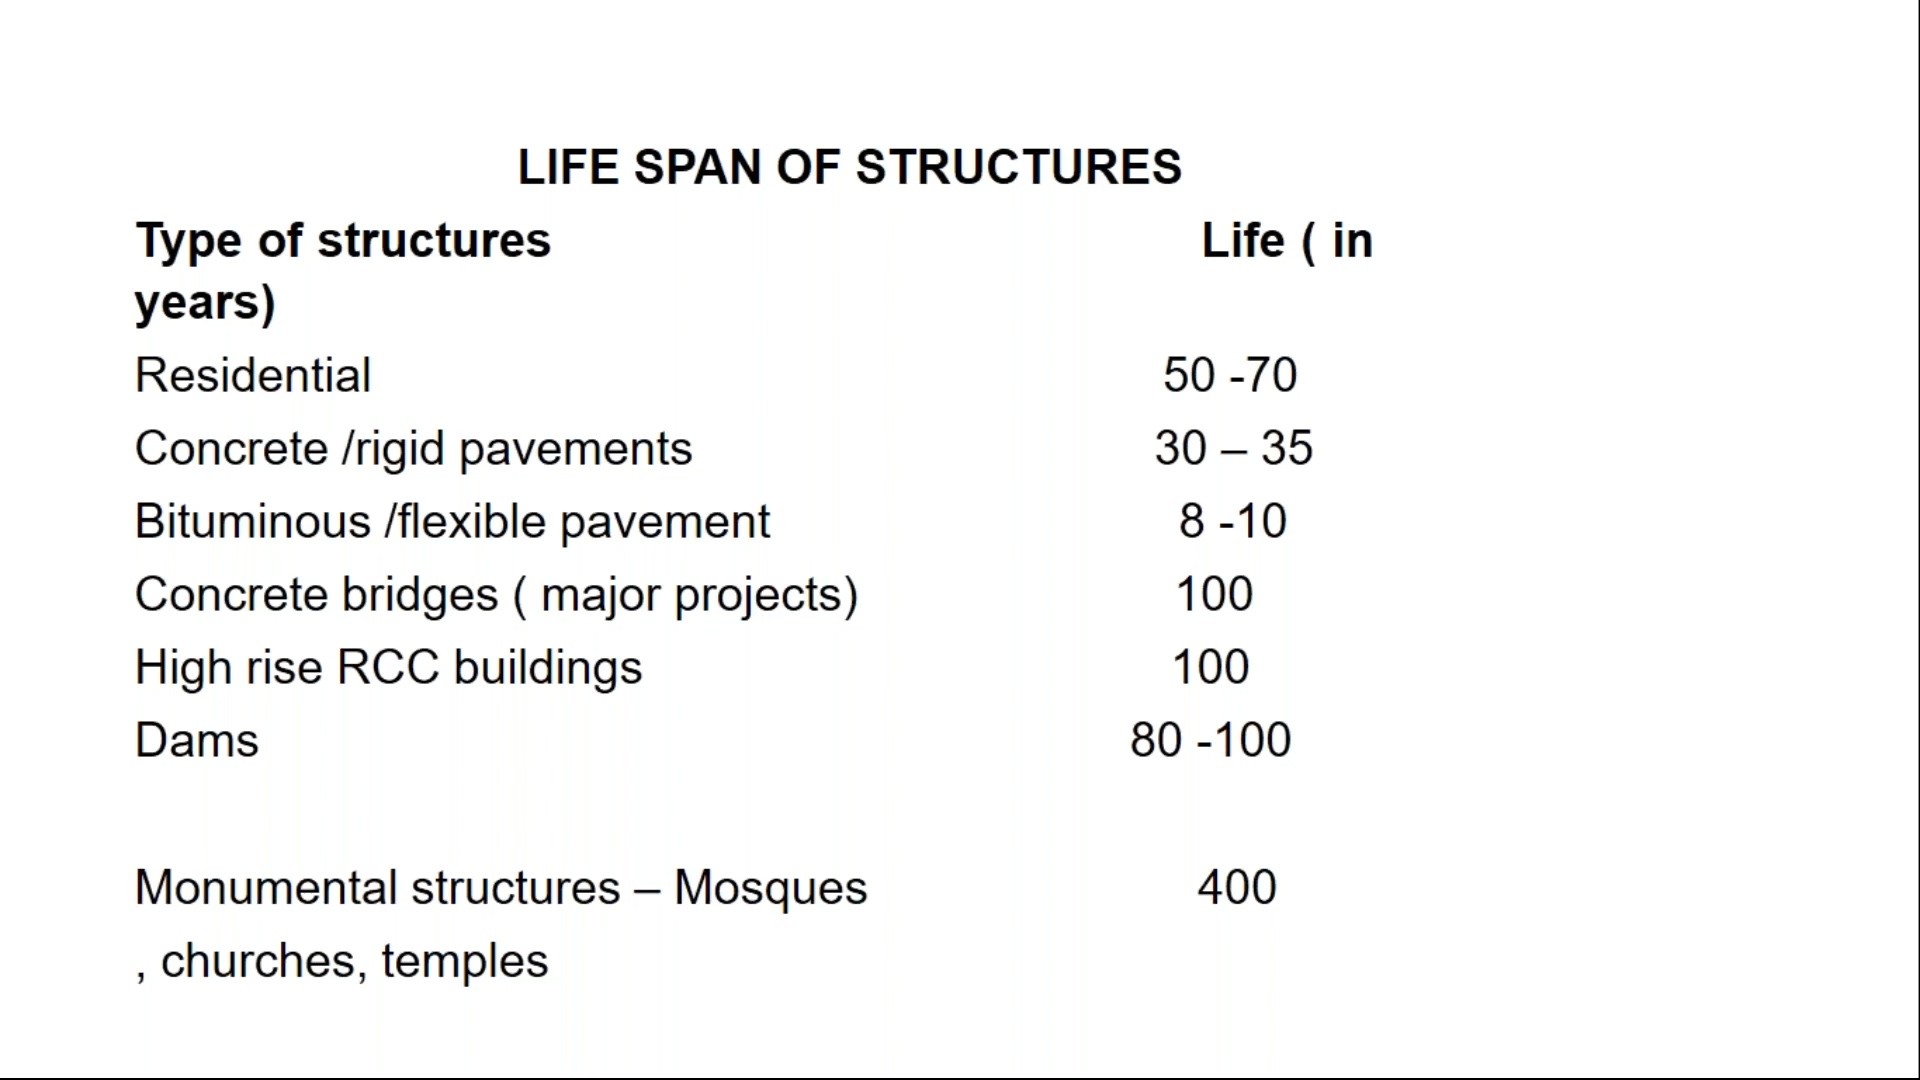 LIFE SPAN OF STRUCTURES
Type of structures Life ( in
years)
Residential 50 -70
Concrete /rigid pavements 30 – 35
Bituminous /flexible pavement 8 -10
Concrete bridges ( major projects) 100
High rise RCC buildings 100
Dams 80 -100
Monumental structures – Mosques 400
, churches, temples